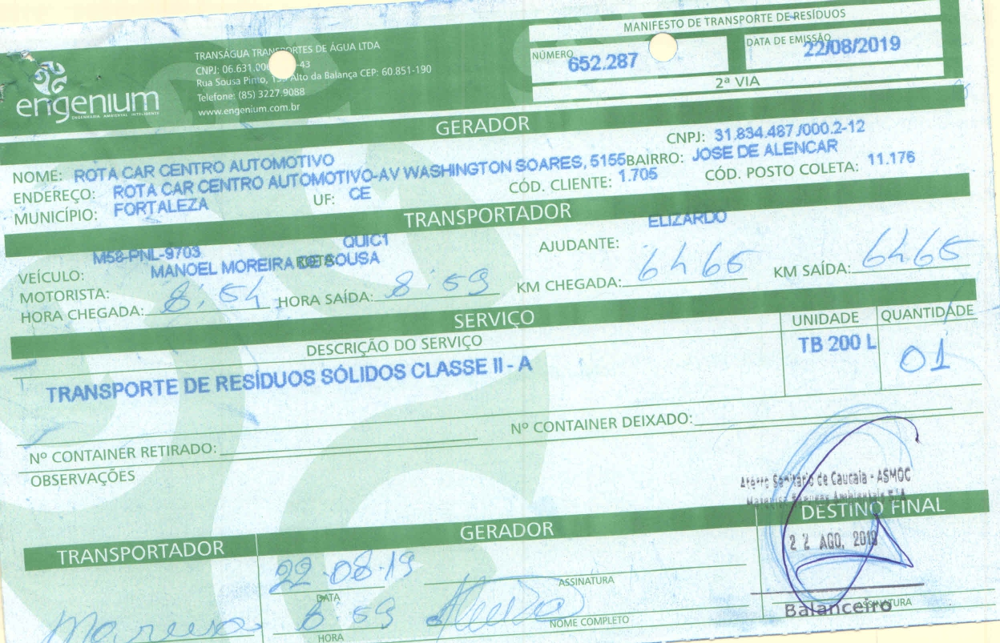 engenium
ENGENHARIA AMBIENTAL INTELIGENTE
TRANSÁGUA TRANSPORTES DE ÁGUA LTDA
CNPJ: 06.631.00 -43
Rua Sousa Pinto, Alto da Balança CEP: 60.851-190
Telefone: (85) 3227.9088
www.engenium.com.br
MANIFESTO DE TRANSPORTE DE RESÍDUOS
NÚMERO 652.287
DATA DE EMISSÃO 22/08/2019
2ª VIA
GERADOR
NOME: ROTA CAR CENTRO AUTOMOTIVO CNPJ: 31.834.487/000.2-12
ENDEREÇO: ROTA CAR CENTRO AUTOMOTIVO-AV WASHINGTON SOARES, 5155 BAIRRO: JOSE DE ALENCAR
MUNICÍPIO: FORTALEZA UF: CE CÓD. CLIENTE: 1.705 CÓD. POSTO COLETA: 11.176
TRANSPORTADOR
VEÍCULO: M58-PNL-9703 ROTA: QUIC1 AJUDANTE: ELIZARDO
MOTORISTA: MANOEL MOREIRA DE SOUSA
HORA CHEGADA: 8:54 HORA SAÍDA: 8:59 KM CHEGADA: 6465 KM SAÍDA: 6465
SERVIÇO
DESCRIÇÃO DO SERVIÇO UNIDADE QUANTIDADE
TRANSPORTE DE RESÍDUOS SÓLIDOS CLASSE II - A TB 200 L 01
Nº CONTAINER RETIRADO: Nº CONTAINER DEIXADO:
OBSERVAÇÕES
Aterro Sanitário de Caucaia - ASMOC
Marquise Serviços Ambientais S/A
TRANSPORTADOR GERADOR DESTINO FINAL
22-08-19
DATA
ASSINATURA
22 AGO, 2019
8:59
HORA
NOME COMPLETO
ASSINATURA
Balanceiro